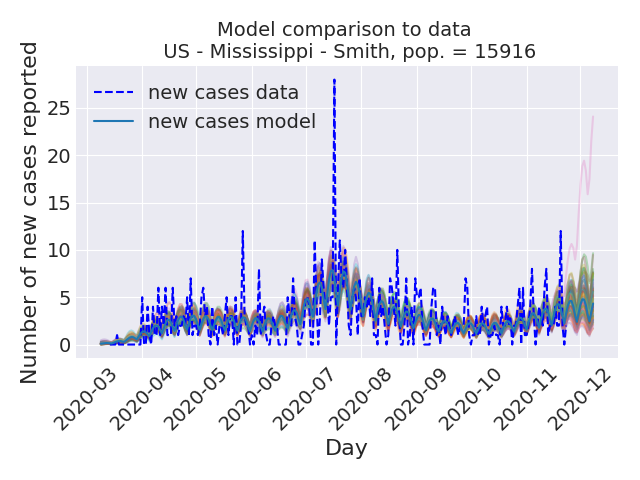 Model comparison to data
US - Mississippi - Smith, pop. = 15916
Number of new cases reported
25
20
15
10
5
0
new cases data
new cases model
2020-03
2020-04
2020-05
2020-06
2020-07
2020-08
2020-09
2020-10
2020-11
2020-12
Day